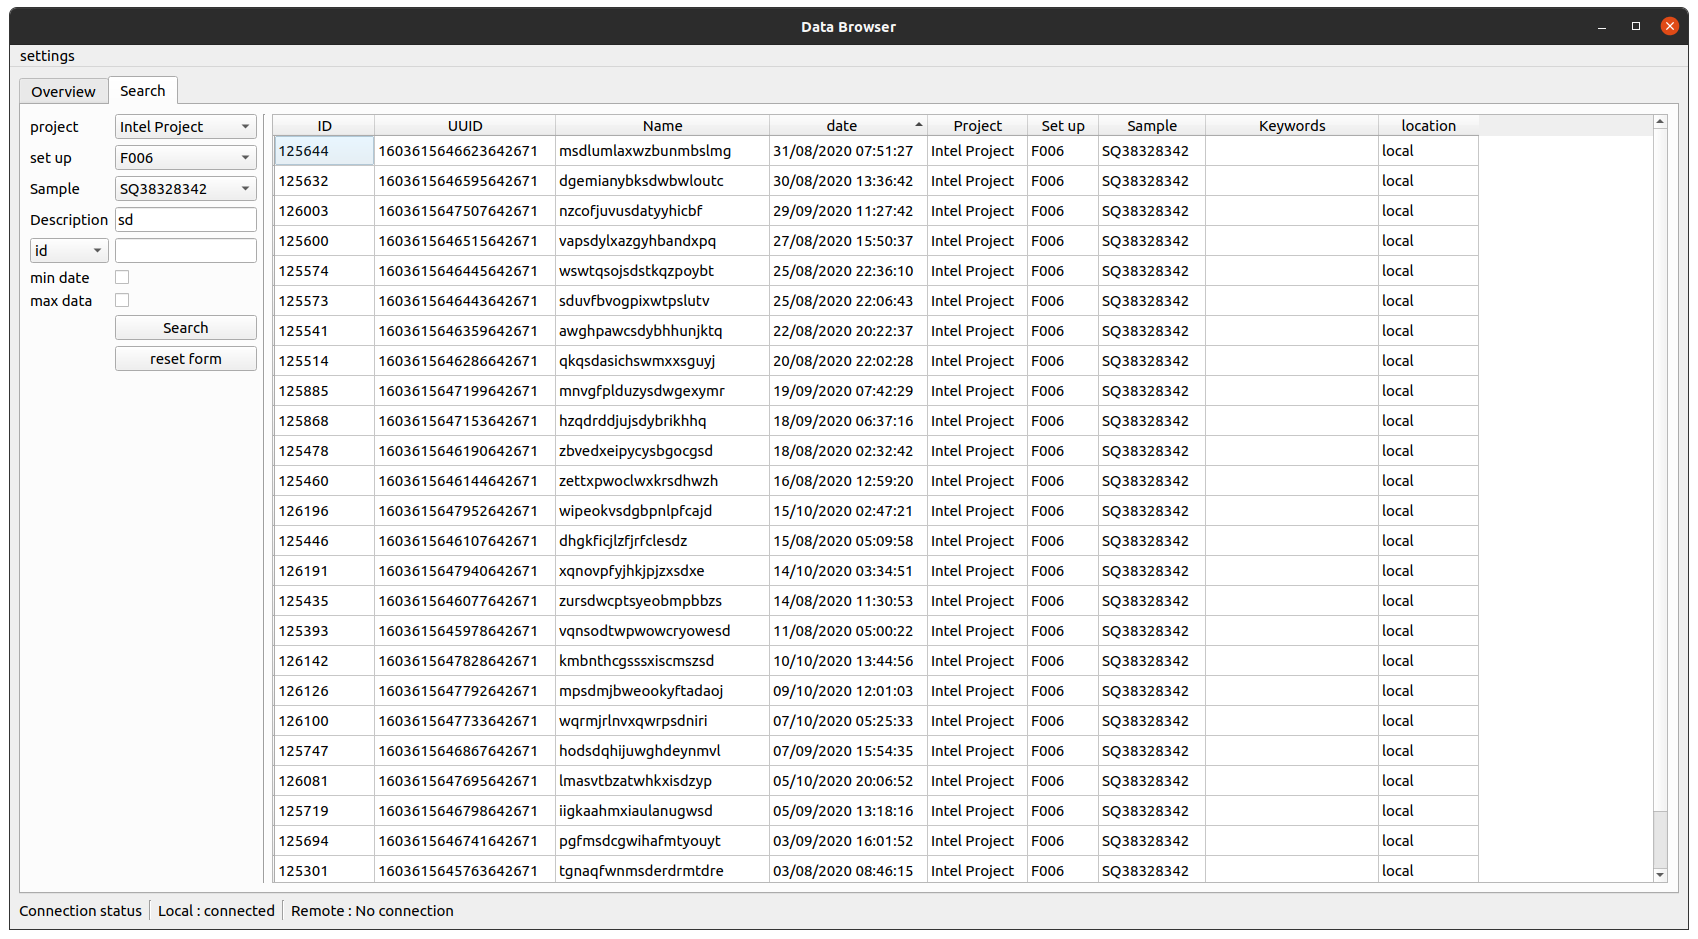 Data Browser
settings
Overview Search
project Intel Project
set up F006
Sample SQ38328342
Description sd
id
min date
max data
Search
reset form
ID UUID Name date Project Set up Sample Keywords location
125644 1603615646623642671 msdlumlaxwzbunmbslmg 31/08/2020 07:51:27 Intel Project F006 SQ38328342 local
125632 1603615646595642671 dgemianybksdwbwloutc 30/08/2020 13:36:42 Intel Project F006 SQ38328342 local
126003 1603615647507642671 nzcofjuvusdatyyhicbf 29/09/2020 11:27:42 Intel Project F006 SQ38328342 local
125600 1603615646515642671 vapsdylxazgyhbandxpq 27/08/2020 15:50:37 Intel Project F006 SQ38328342 local
125574 1603615646445642671 wswtqsojsdstkqzpoybt 25/08/2020 22:36:10 Intel Project F006 SQ38328342 local
125573 1603615646443642671 sduvfbvogpixwtpslutv 25/08/2020 22:06:43 Intel Project F006 SQ38328342 local
125541 1603615646359642671 awghpawcsdybhhunjktq 22/08/2020 20:22:37 Intel Project F006 SQ38328342 local
125514 1603615646286642671 qkqsdasichswmxxsguyj 20/08/2020 22:02:28 Intel Project F006 SQ38328342 local
125885 1603615647199642671 mnvgfplduzysdwgexymr 19/09/2020 07:42:29 Intel Project F006 SQ38328342 local
125868 1603615647153642671 hzqdrddjujsdybrikhhq 18/09/2020 06:37:16 Intel Project F006 SQ38328342 local
125478 1603615646190642671 zbvedxeipycysbgocgsd 18/08/2020 02:32:42 Intel Project F006 SQ38328342 local
125460 1603615646144642671 zettxpwoclwxkrsdhwzh 16/08/2020 12:59:20 Intel Project F006 SQ38328342 local
126196 1603615647952642671 wipeokvsdgbpnlpfcajd 15/10/2020 02:47:21 Intel Project F006 SQ38328342 local
125446 1603615646107642671 dhgkficjlzfjrfclesdz 15/08/2020 05:09:58 Intel Project F006 SQ38328342 local
126191 1603615647940642671 xqnovpfyjhkjpjzxsdxe 14/10/2020 03:34:51 Intel Project F006 SQ38328342 local
125435 1603615646077642671 zursdwcptsyeobmpbbzs 14/08/2020 11:30:53 Intel Project F006 SQ38328342 local
125393 1603615645978642671 vqnsodtwpwowcryowesd 11/08/2020 05:00:22 Intel Project F006 SQ38328342 local
126142 1603615647828642671 kmbnthcgsssxiscmszsd 10/10/2020 13:44:56 Intel Project F006 SQ38328342 local
126126 1603615647792642671 mpsdmjbweookyftadaoj 09/10/2020 12:01:03 Intel Project F006 SQ38328342 local
126100 1603615647733642671 wqrmjrlnvxqwrpsdniri 07/10/2020 05:25:33 Intel Project F006 SQ38328342 local
125747 1603615646867642671 hodsdqhijuwghdeynmvl 07/09/2020 15:54:35 Intel Project F006 SQ38328342 local
126081 1603615647695642671 lmasvtbzatwhkxisdzyp 05/10/2020 20:06:52 Intel Project F006 SQ38328342 local
125719 1603615646798642671 iigkaahmxiaulanugwsd 05/09/2020 13:18:16 Intel Project F006 SQ38328342 local
125694 1603615646741642671 pgfmsdcgwihafmtyouyt 03/09/2020 16:01:52 Intel Project F006 SQ38328342 local
125301 1603615645763642671 tgnaqfwnmsderdrmtdre 03/08/2020 08:46:15 Intel Project F006 SQ38328342 local
Connection status Local : connected Remote : No connection